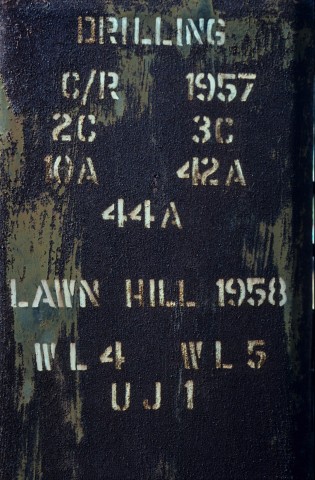 DRILLING
C/R 1957
2C 3C
10A 42A
44A
LAWN HILL 1958
WL4 WL5
UJ1